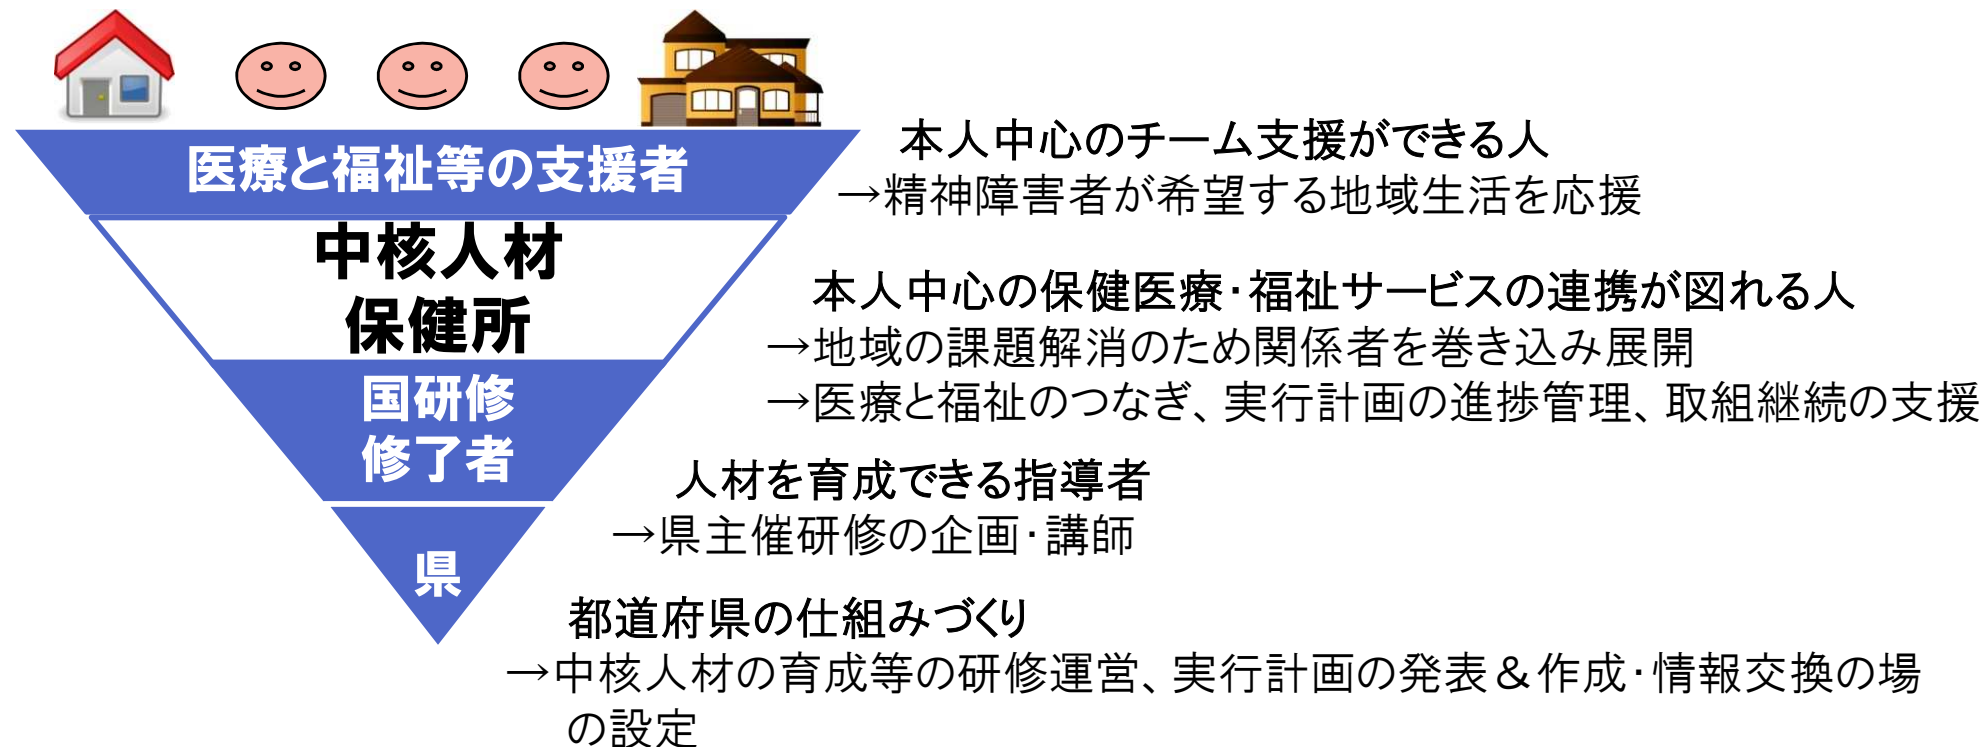 医療と福祉等の支援者
本人中心のチーム支援ができる人
→精神障害者が希望する地域生活を応援
中核人材
保健所
本人中心の保健医療・福祉サービスの連携が図れる人
→地域の課題解消のため関係者を巻き込み展開
→医療と福祉のつなぎ、実行計画の進捗管理、取組継続の支援
国研修
修了者
人材を育成できる指導者
→県主催研修の企画・講師
県
都道府県の仕組みづくり
→中核人材の育成等の研修運営、実行計画の発表＆作成・情報交換の場
の設定